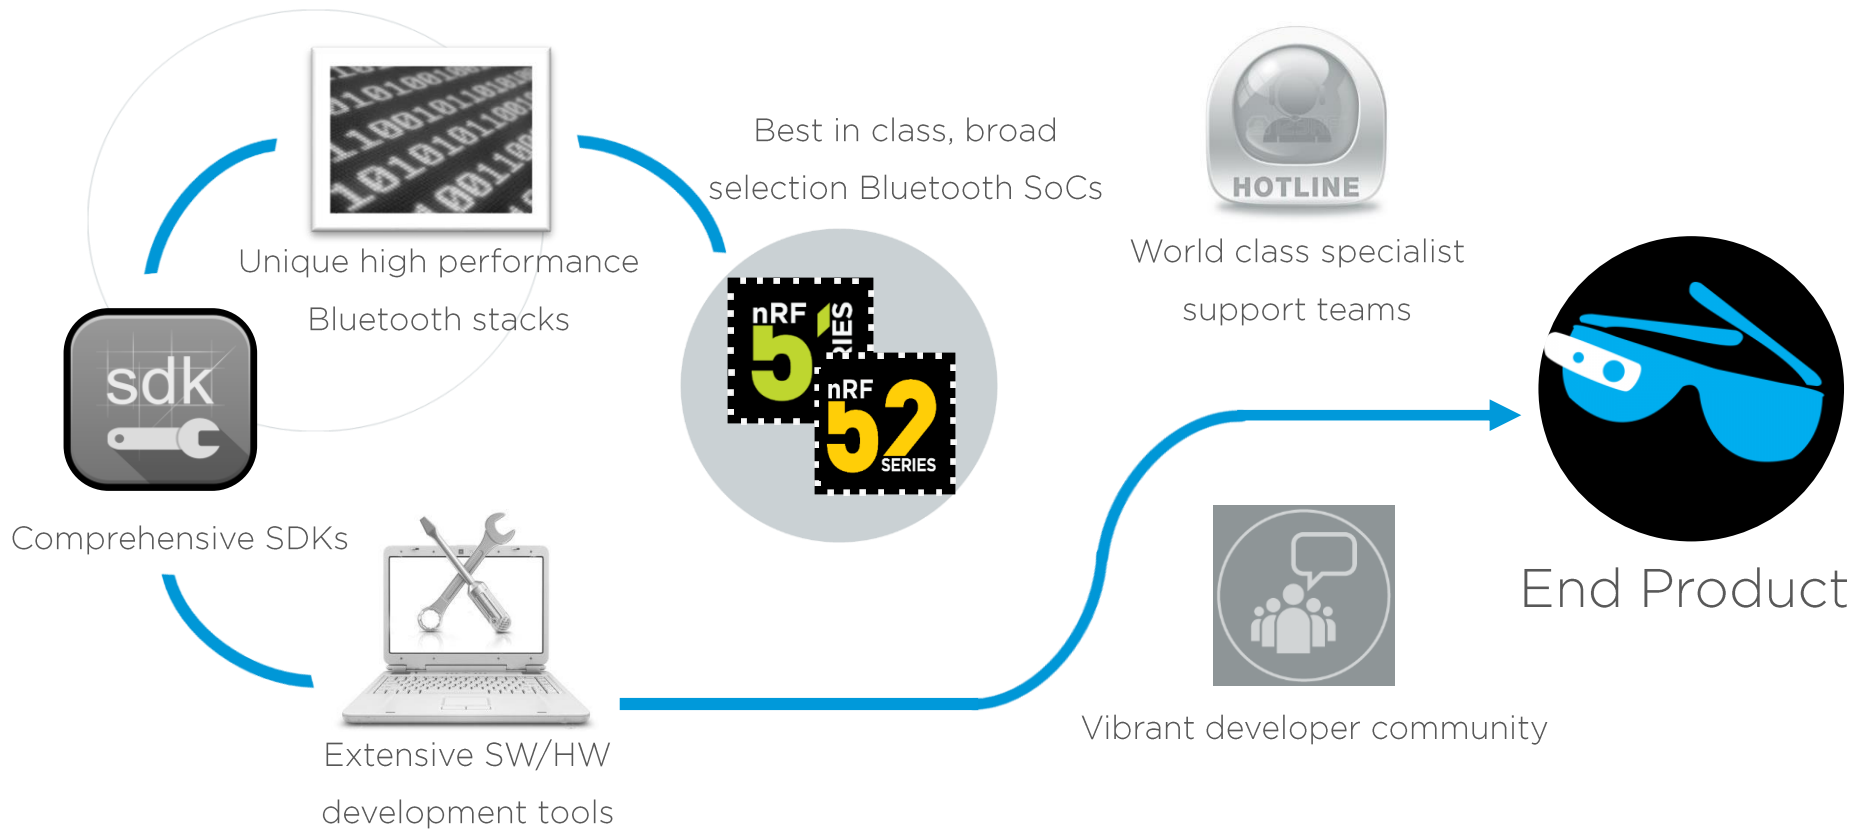 Best in class, broad
selection Bluetooth SoCs
HOTLINE
World class specialist
support teams
Unique high performance
Bluetooth stacks
nRF
5
nRF
52
SERIES
sdk
Comprehensive SDKs
End Product
Extensive SW/HW
development tools
Vibrant developer community